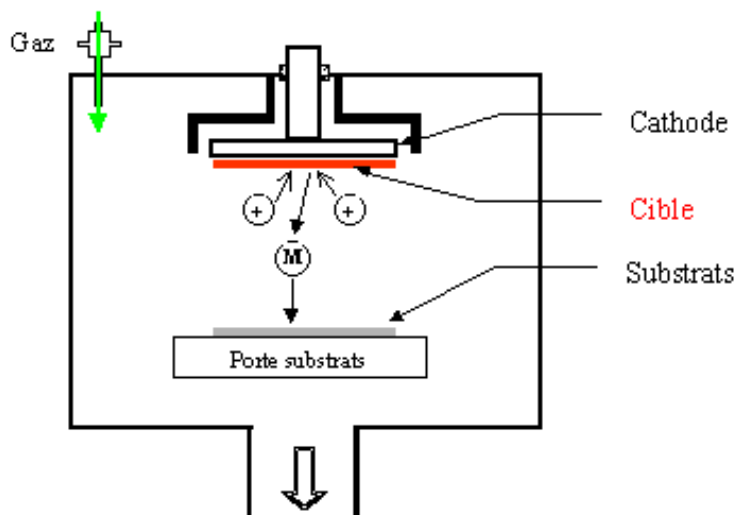 Gaz
Cathode
+
+
Cible
M
Substrats
Porte substrats